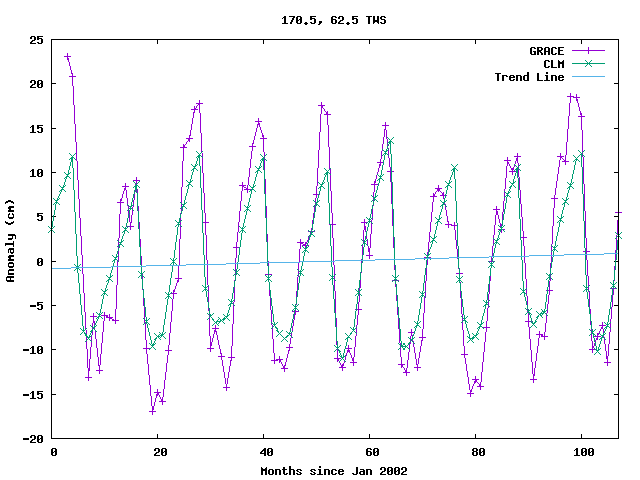 170.5, 62.5 TWS
GRACE
CLM
Trend Line
25
20
15
10
5
0
-5
-10
-15
-20
Anomaly (cm)
0 20 40 60 80 100
Months since Jan 2002